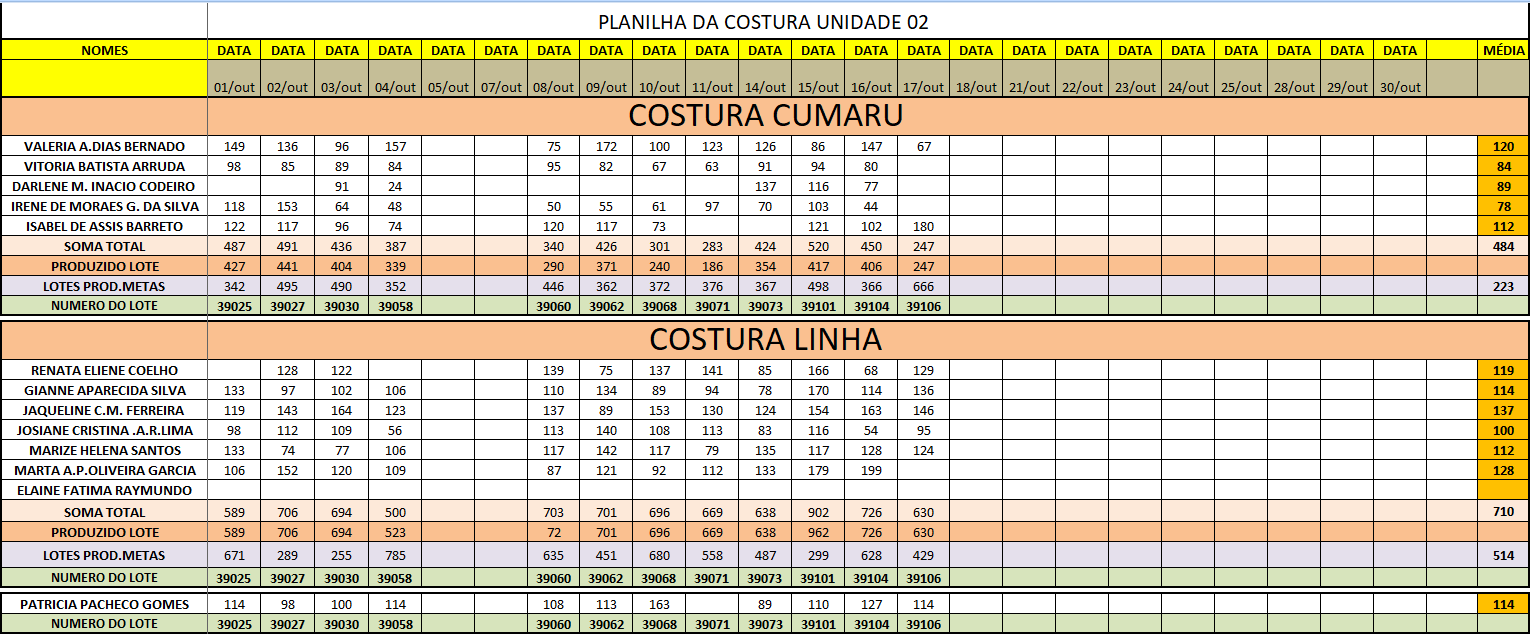 PLANILHA DA COSTURA UNIDADE 02
NOMES DATA DATA DATA DATA DATA DATA DATA DATA DATA DATA DATA DATA DATA DATA DATA DATA DATA DATA DATA DATA DATA DATA DATA MÉDIA
01/out 02/out 03/out 04/out 05/out 07/out 08/out 09/out 10/out 11/out 14/out 15/out 16/out 17/out 18/out 21/out 22/out 23/out 24/out 25/out 28/out 29/out 30/out
COSTURA CUMARU
VALERIA A.DIAS BERNADO 149 136 96 157 75 172 100 123 126 86 147 67 120
VITORIA BATISTA ARRUDA 98 85 89 84 95 82 67 63 91 94 80 84
DARLENE M. INACIO CODEIRO 91 24 137 116 77 89
IRENE DE MORAES G. DA SILVA 118 153 64 48 50 55 61 97 70 103 44 78
ISABEL DE ASSIS BARRETO 122 117 96 74 120 117 73 121 102 180 112
SOMA TOTAL 487 491 436 387 340 426 301 283 424 520 450 247 484
PRODUZIDO LOTE 427 441 404 339 290 371 240 186 354 417 406 247
LOTES PROD.METAS 342 495 490 352 446 362 372 376 367 498 366 666 223
NUMERO DO LOTE 39025 39027 39030 39058 39060 39062 39068 39071 39073 39101 39104 39106
COSTURA LINHA
RENATA ELIENE COELHO 128 122 139 75 137 141 85 166 68 129 119
GIANNE APARECIDA SILVA 133 97 102 106 110 134 89 94 78 170 114 136 114
JAQUELINE C.M. FERREIRA 119 143 164 123 137 89 153 130 124 154 163 146 137
JOSIANE CRISTINA .A.R.LIMA 98 112 109 56 113 140 108 113 83 116 54 95 100
MARIZE HELENA SANTOS 133 74 77 106 117 142 117 79 135 117 128 124 112
MARTA A.P.OLIVEIRA GARCIA 106 152 120 109 87 121 92 112 133 179 199 128
ELAINE FATIMA RAYMUNDO
SOMA TOTAL 589 706 694 500 703 701 696 669 638 902 726 630 710
PRODUZIDO LOTE 589 706 694 523 72 701 696 669 638 962 726 630
LOTES PROD.METAS 671 289 255 785 635 451 680 558 487 299 628 429 514
NUMERO DO LOTE 39025 39027 39030 39058 39060 39062 39068 39071 39073 39101 39104 39106
PATRICIA PACHECO GOMES 114 98 100 114 108 113 163 89 110 127 114 114
NUMERO DO LOTE 39025 39027 39030 39058 39060 39062 39068 39071 39073 39101 39104 39106